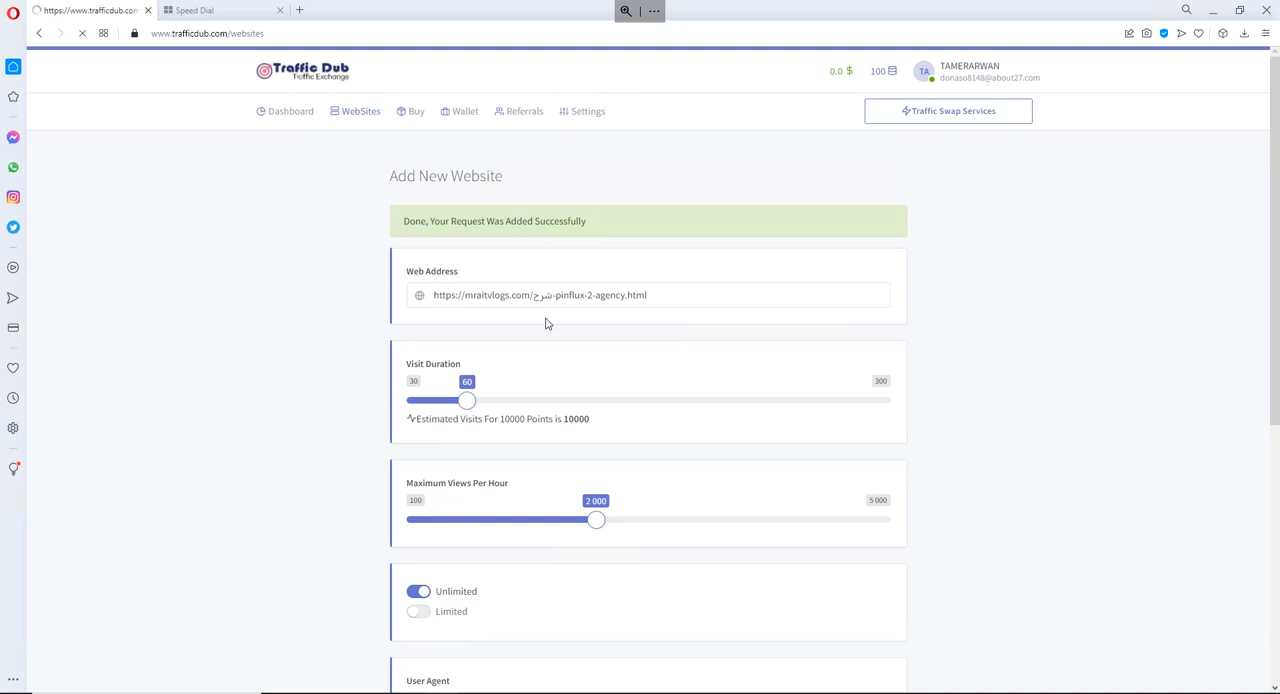 https://www.trafficdub.com
Speed Dial
www.trafficdub.com/websites
Traffic Dub
Traffic Exchange
0.0 $
100
TA
TAMERARWAN
donaso8148@about27.com
Dashboard
WebSites
Buy
Wallet
Referrals
Settings
Traffic Swap Services
Add New Website
Done, Your Request Was Added Successfully
Web Address
https://mraitvlogs.com/شرح-pinflux-2-agency.html
Visit Duration
30
60
300
Estimated Visits For 10000 Points is 10000
Maximum Views Per Hour
100
2 000
5 000
Unlimited
Limited
User Agent